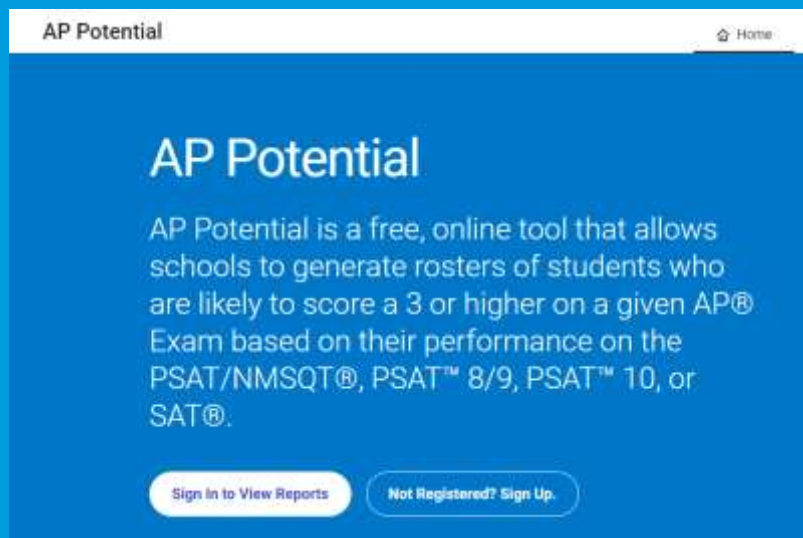 AP Potential
Home
AP Potential
AP Potential is a free, online tool that allows
schools to generate rosters of students who
are likely to score a 3 or higher on a given AP®
Exam based on their performance on the
PSAT/NMSQT®, PSAT™ 8/9, PSAT™ 10, or
SAT®.
Sign In to View Reports
Not Registered? Sign Up.